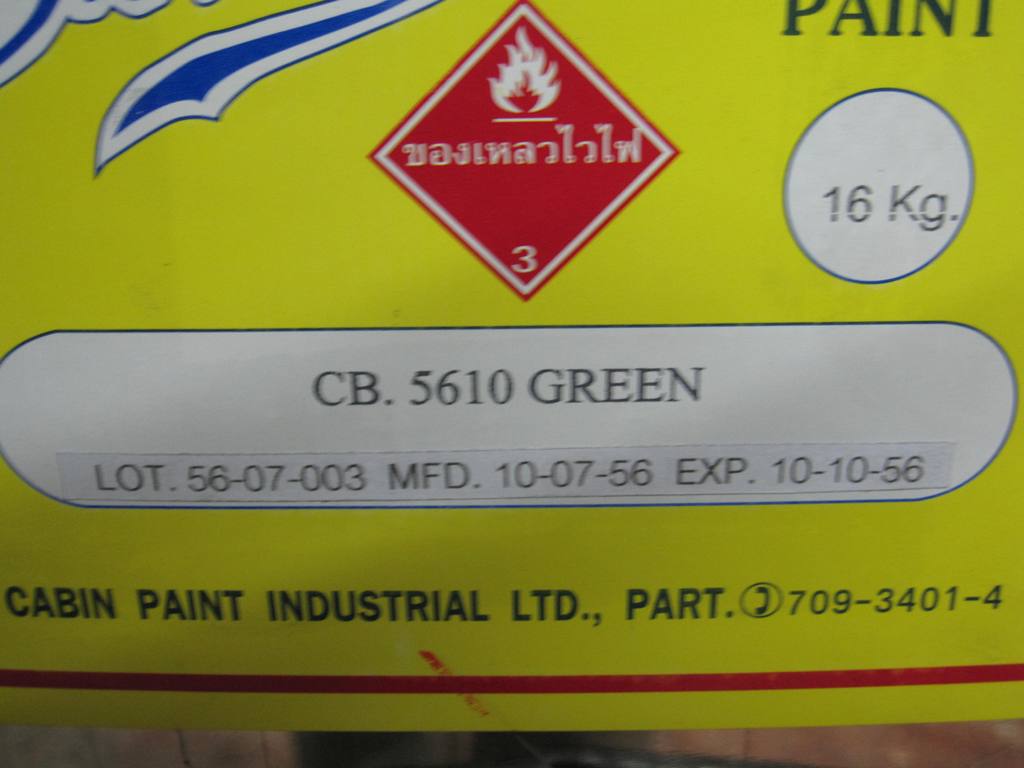 PAINT
ของเหลวไวไฟ
16 Kg.
3
CB. 5610 GREEN
LOT. 56-07-003 MFD. 10-07-56 EXP. 10-10-56
CABIN PAINT INDUSTRIAL LTD., PART. 709-3401-4